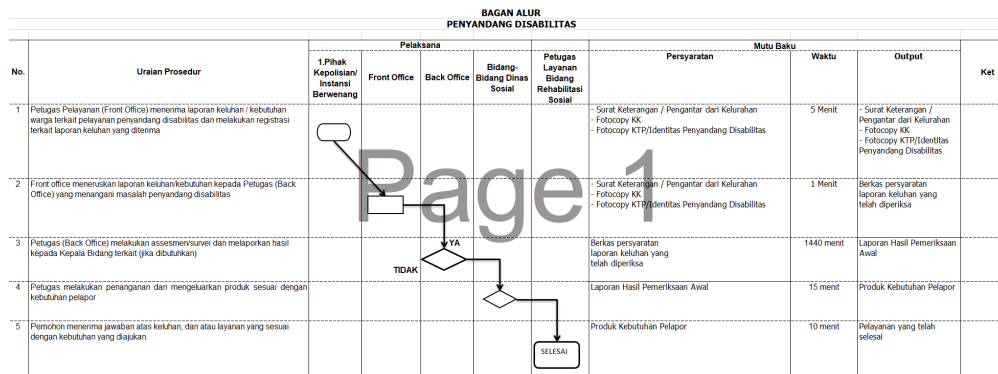 BAGAN ALUR
PENYANDANG DISABILITAS
No.
Uraian Prosedur
Pelaksana
1.Pihak
Kepolisian/
Instansi
Berwenang
Front Office
Back Office
Bidang-
Bidang Dinas
Sosial
Petugas
Layanan
Bidang
Rehabilitasi
Sosial
Mutu Baku
Persyaratan
Waktu
Output
Ket
1
Petugas Pelayanan (Front Office) menerima laporan keluhan / kebutuhan
warga terkait pelayanan penyandang disabilitas dan melakukan registrasi
terkait laporan keluhan yang diterima
- Surat Keterangan / Pengantar dari Kelurahan
- Fotocopy KK
- Fotocopy KTP/Identitas Penyandang Disabilitas
5 Menit
- Surat Keterangan /
Pengantar dari Kelurahan
- Fotocopy KK
- Fotocopy KTP/Identitas
Penyandang Disabilitas
Page 1
2
Front office meneruskan laporan keluhan/kebutuhan kepada Petugas (Back
Office) yang menangani masalah penyandang disabilitas
- Surat Keterangan / Pengantar dari Kelurahan
- Fotocopy KK
- Fotocopy KTP/Identitas Penyandang Disabilitas
1 Menit
Berkas persyaratan
laporan keluhan yang
telah diperiksa
3
Petugas (Back Office) melakukan assesmen/survei dan melaporkan hasil
kepada Kepala Bidang terkait (jika dibutuhkan)
YA
TIDAK
Berkas persyaratan
laporan keluhan yang
telah diperiksa
1440 menit
Laporan Hasil Pemeriksaan
Awal
4
Petugas melakukan penanganan dan mengeluarkan produk sesuai dengan
kebutuhan pelapor
Laporan Hasil Pemeriksaan Awal
15 menit
Produk Kebutuhan Pelapor
5
Pemohon menerima jawaban atas keluhan, dan atau layanan yang sesuai
dengan kebutuhan yang diajukan.
SELESAI
Produk Kebutuhan Pelapor
10 menit
Pelayanan yang telah
selesai